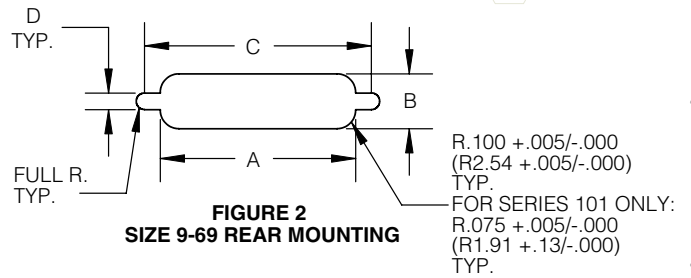 D
TYP.
C
B
A
FULL R.
TYP.
R.100 +.005/-.000
(R2.54 +.005/-.000)
TYP.
FOR SERIES 101 ONLY:
R.075 +.005/-.000
(R1.91 +.13/-.000)
TYP.
FIGURE 2
SIZE 9-69 REAR MOUNTING